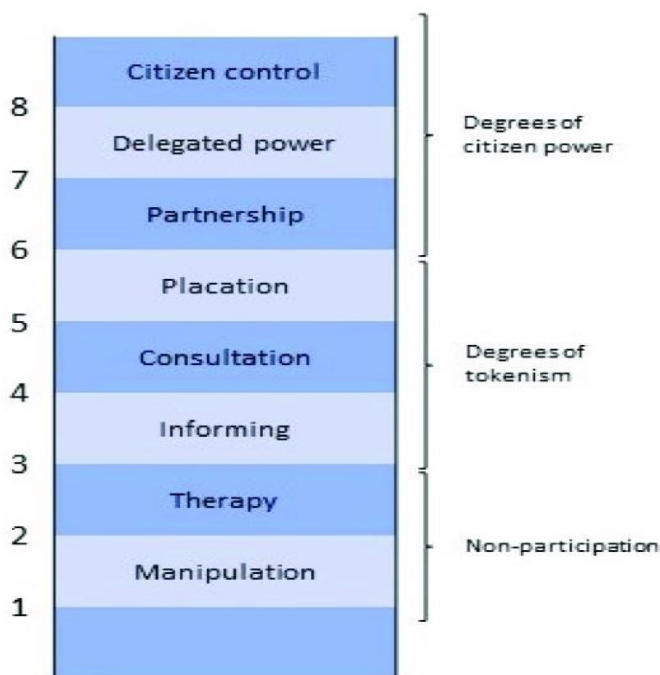 Citizen control
8
Delegated power
7
Partnership
6
Placation
5
Consultation
4
Informing
3
Therapy
2
Manipulation
1
Degrees of
citizen power
Degrees of
tokenism
Non-participation